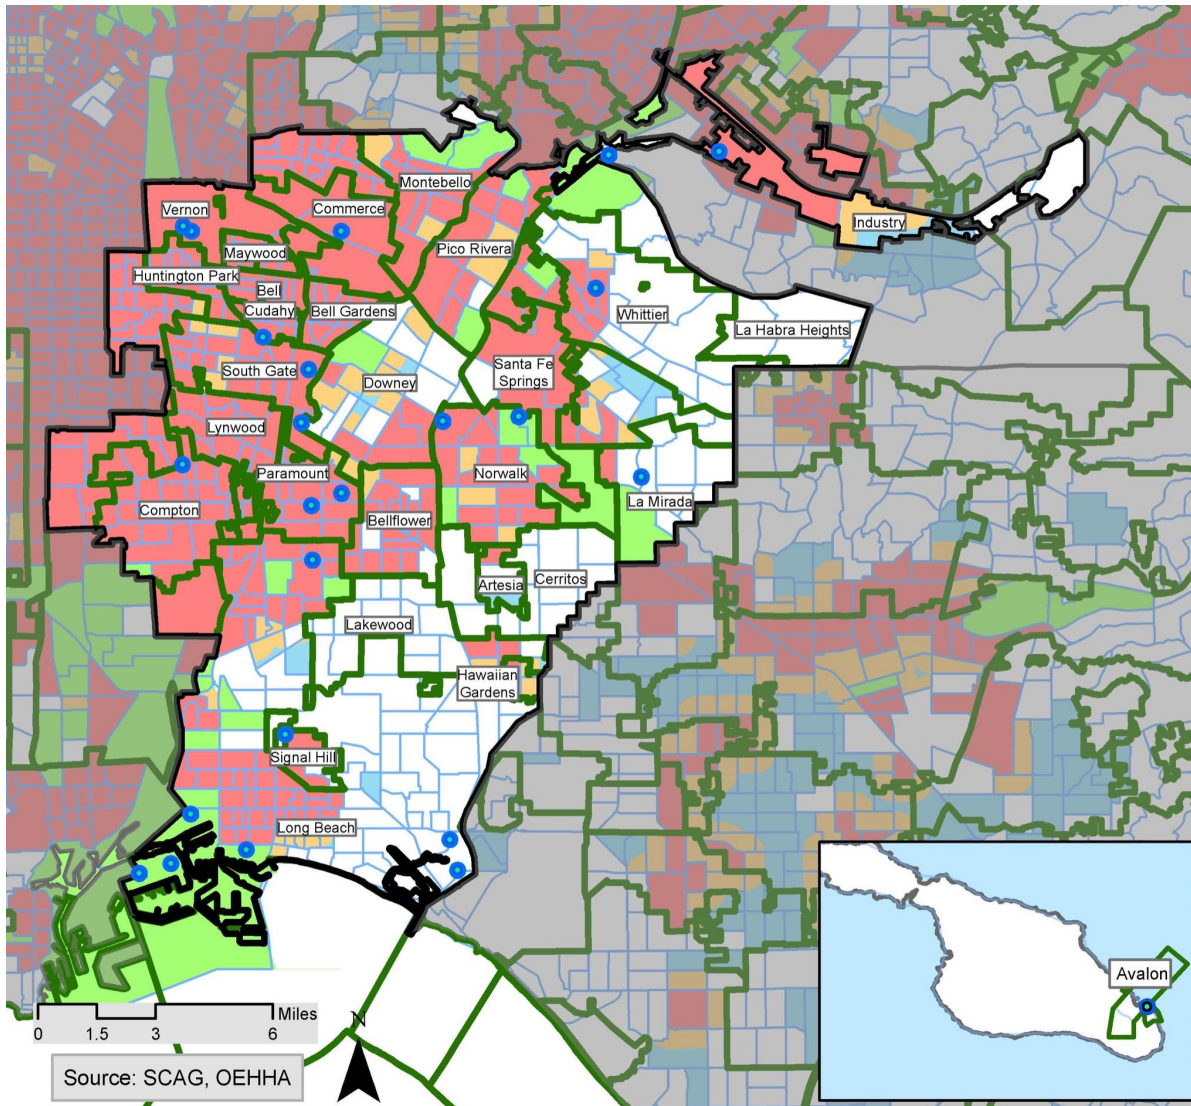 Montebello
Vernon
Commerce
Industry
Pico Rivera
Maywood
Huntington Park
Bell
Cudahy
Bell Gardens
Whittier
La Habra Heights
Santa Fe
Springs
South Gate
Downey
Lynwood
Paramount
Norwalk
La Mirada
Compton
Bellflower
Artesia
Cerritos
Lakewood
Hawaiian
Gardens
Signal Hill
Long Beach
Avalon
Miles
0 1.5 3 6
N
Source: SCAG, OEHHA